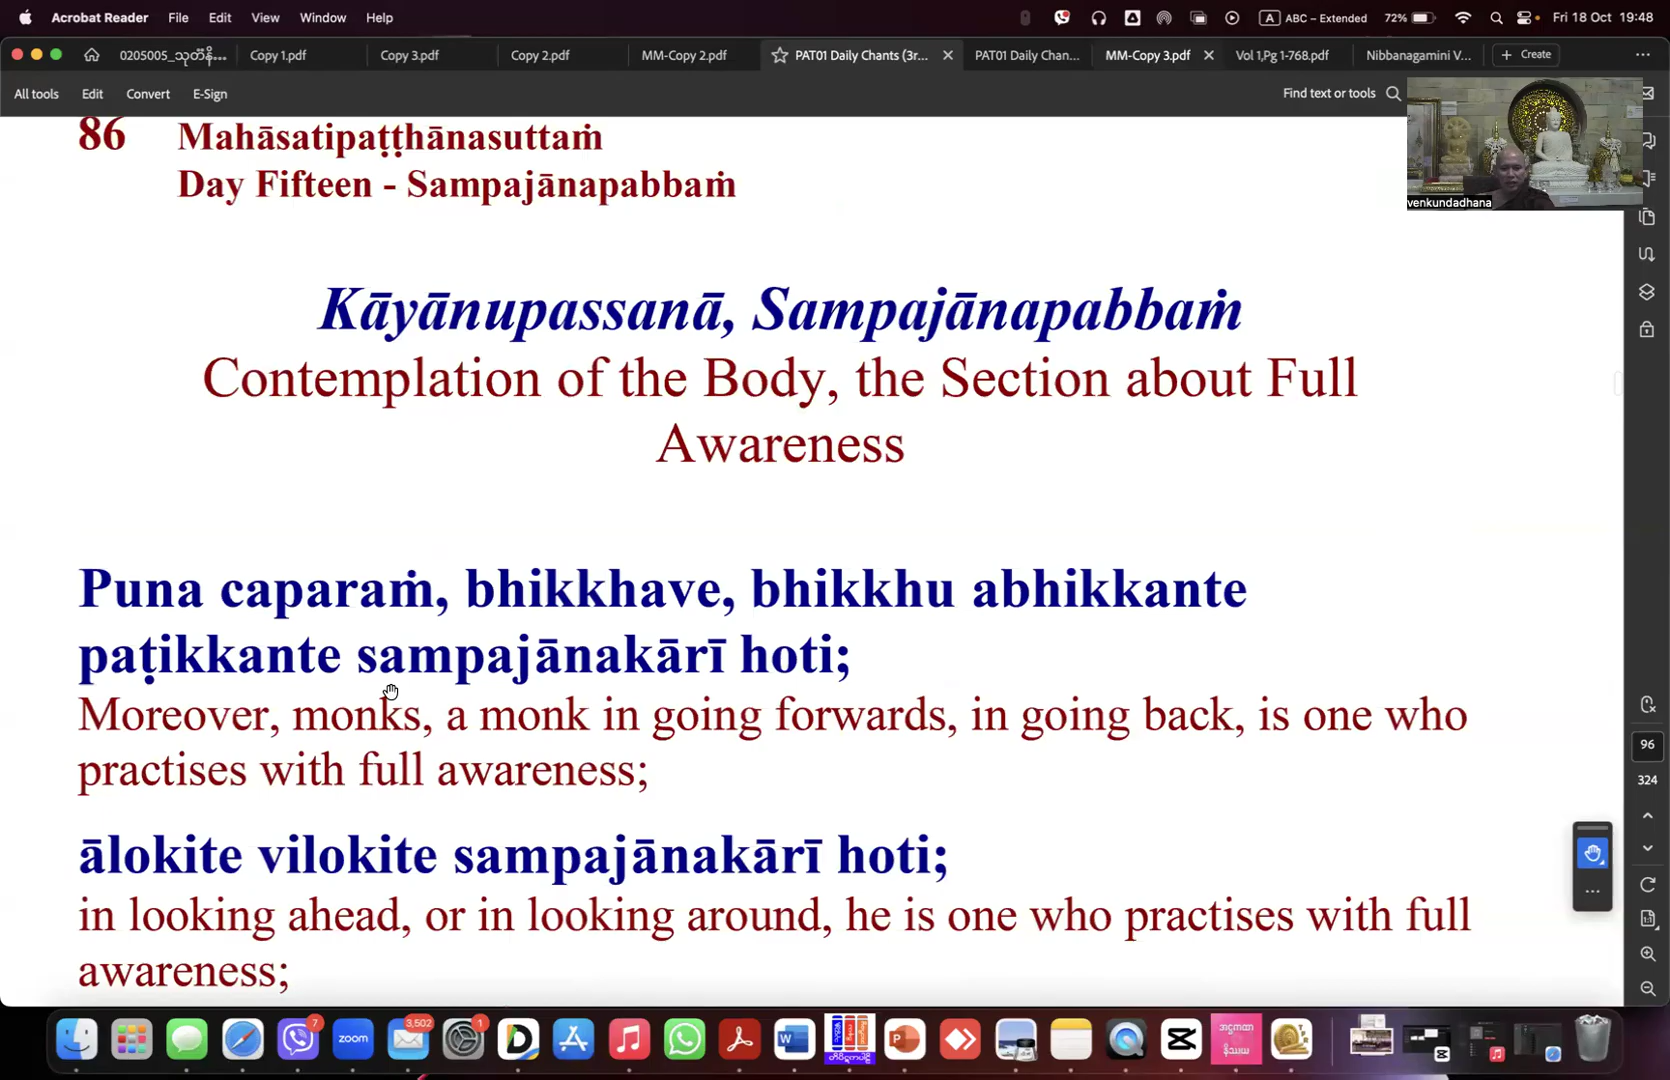 Acrobat Reader File Edit View Window Help
A ABC – Extended 72% Fri 18 Oct 19:48
Copy 1.pdf Copy 3.pdf Copy 2.pdf MM-Copy 2.pdf PAT01 Daily Chants (3r... PAT01 Daily Chan... MM-Copy 3.pdf Vol 1,Pg 1-768.pdf Nibbanagamini V... + Create
All tools Edit Convert E-Sign Find text or tools
venkundadhana
86 Mahāsatipaṭṭhānasuttaṁ
Day Fifteen - Sampajānapabbaṁ
Kāyānupassanā, Sampajānapabbaṁ
Contemplation of the Body, the Section about Full
Awareness
Puna caparaṁ, bhikkhave, bhikkhu abhikkante
paṭikkante sampajānakārī hoti;
Moreover, monks, a monk in going forwards, in going back, is one who
practises with full awareness;
ālokite vilokite sampajānakārī hoti;
in looking ahead, or in looking around, he is one who practises with full
awareness;
96
324
7 zoom 3,502 1